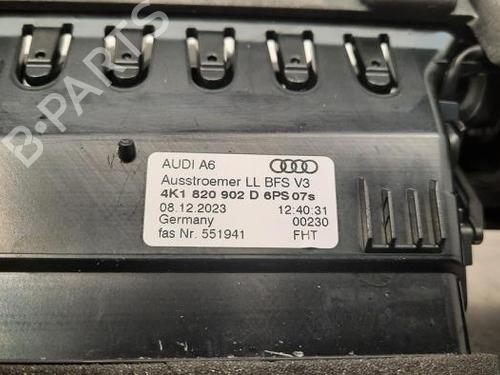 B-PARTS
AUDI A6
Ausstroemer LL BFS V3
4K1 820 902 D 6PS 07s
08.12.2023 12:40:31
Germany 00230
fas Nr. 551941 FHT